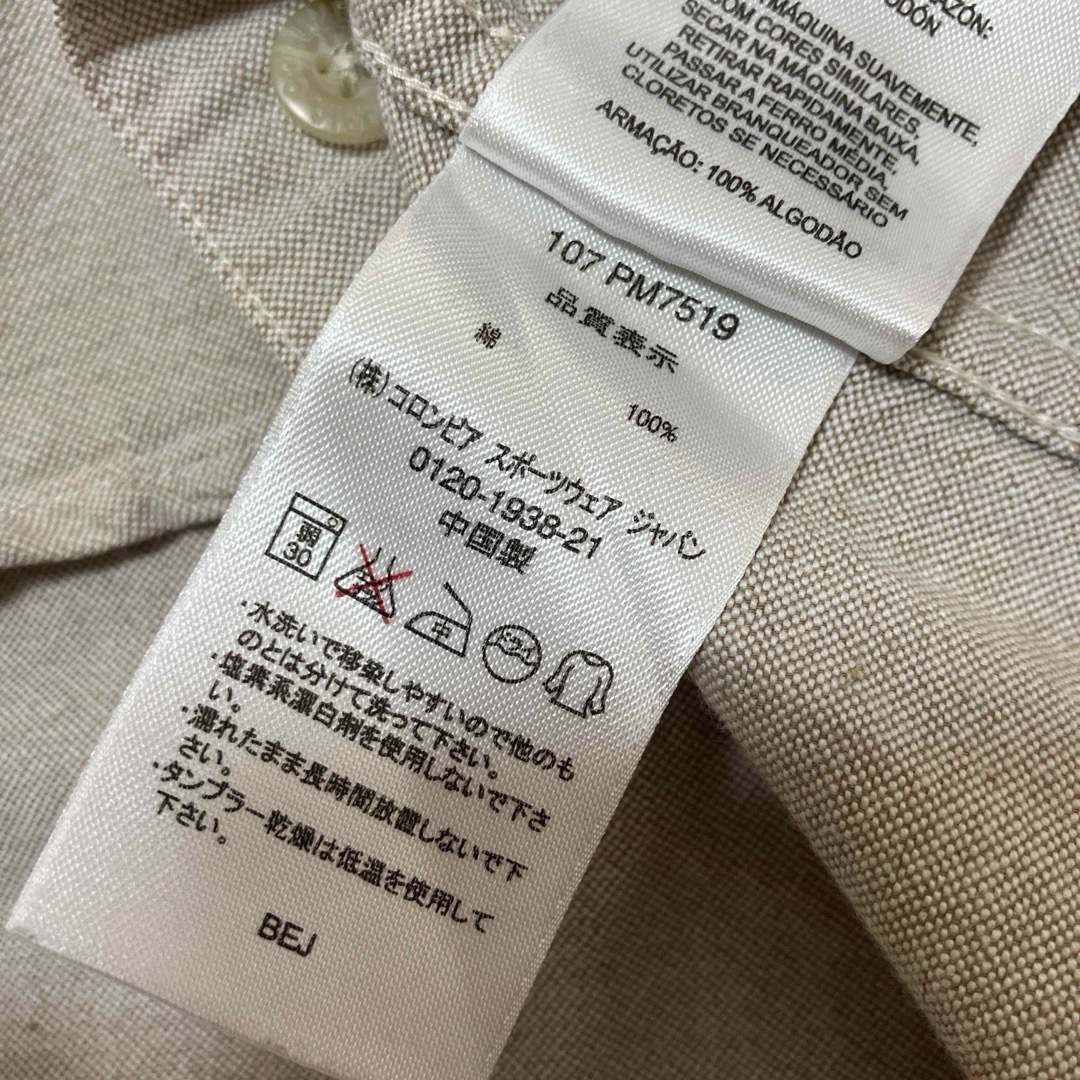 AZÓN:
ODÓN
MÁQUINA SUAVEMENTE,
COM CORES SIMILARES,
SECAR NA MÁQUINA BAIXA.
RETIRAR RAPIDAMENTE.
PASSAR A FERRO MÉDIA.
UTILIZAR BRANQUEADOR SEM
CLORETOS SE NECESSÁRIO
ARMAÇÃO: 100% ALGODÃO
107 PM7519
品質表示
綿 100%
(株)コロンビア スポーツウェア ジャパン
0120-1938-21
中国製
弱
30
中
ドライ
・水洗いで移染しやすいので他のも
のとは分けて洗って下さい。
・塩素系漂白剤を使用しないで下さ
い。
・濡れたまま長時間放置しないで下
さい。
・タンブラー乾燥は低温を使用して
下さい。
BEJ